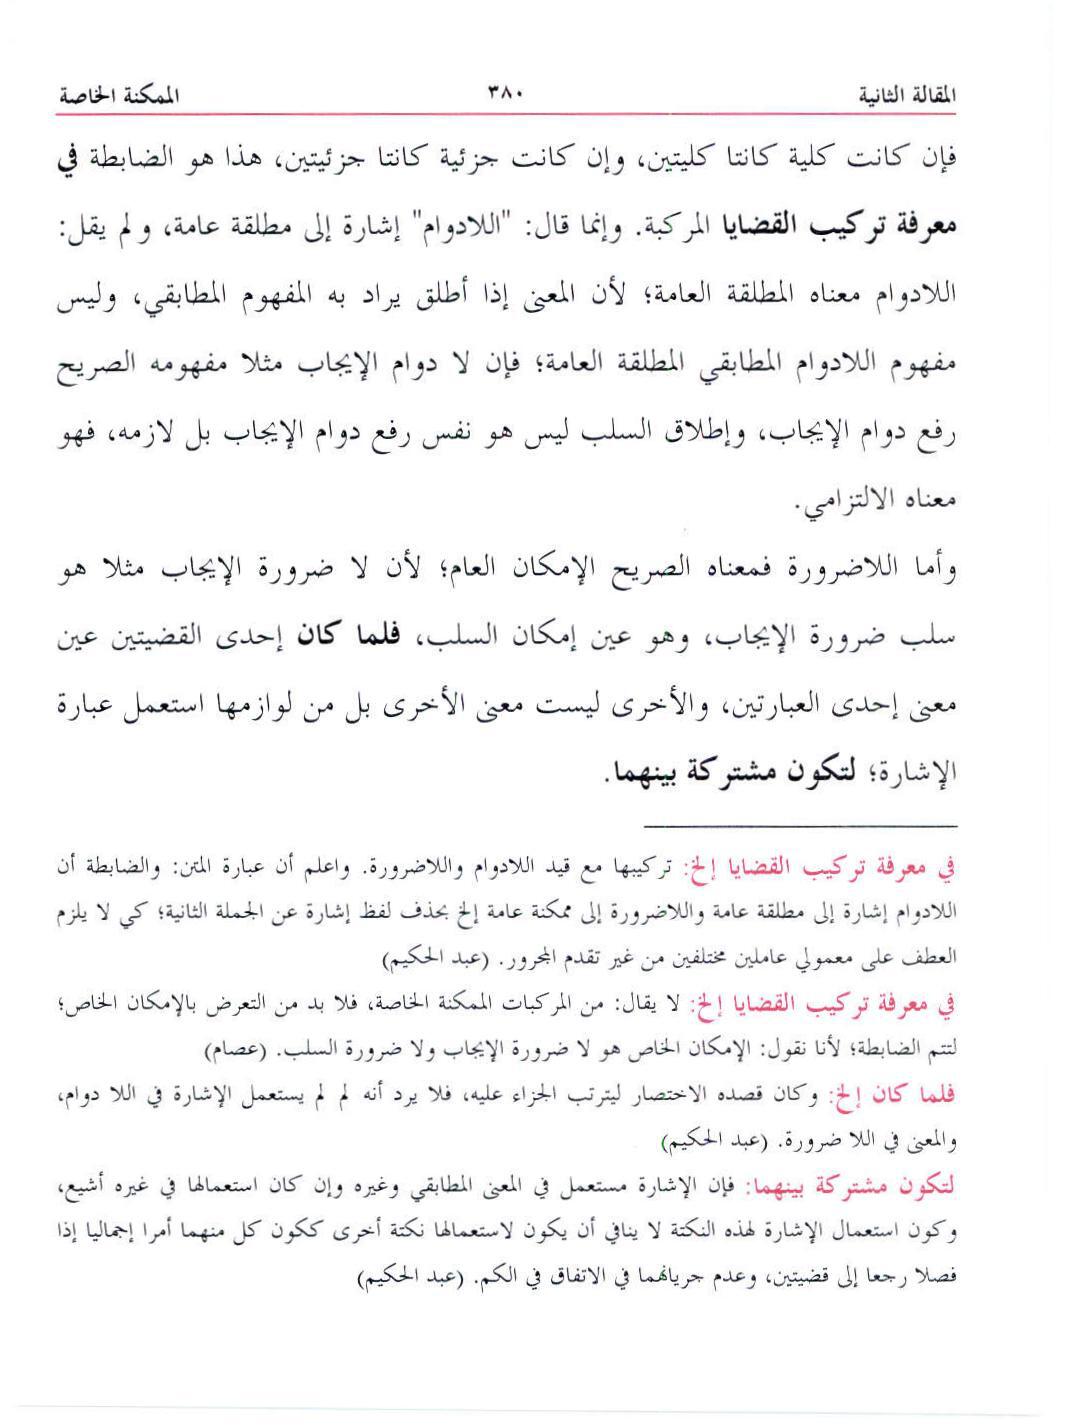 المقالة الثانية ٣٨٠ الممكنة الخاصة
فإن كانت كلية كانتا كليتين، وإن كانت جزئية كانتا جزئيتين، هذا هو الضابطة في
معرفة تركيب القضايا المركبة. وإنما قال: "اللادوام" إشارة إلى مطلقة عامة، ولم يقل:
اللادوام معناه المطلقة العامة؛ لأن المعنى إذا أطلق يراد به المفهوم المطابقي، وليس
مفهوم اللادوام المطابقي المطلقة العامة؛ فإن لا دوام الإيجاب مثلا مفهومه الصريح
رفع دوام الإيجاب، وإطلاق السلب ليس هو نفس رفع دوام الإيجاب بل لازمه، فهو
معناه الالتزامي.
وأما اللاضرورة فمعناه الصريح الإمكان العام؛ لأن لا ضرورة الإيجاب مثلا هو
سلب ضرورة الإيجاب، وهو عين إمكان السلب، فلما كان إحدى القضيتين عين
معنى إحدى العبارتين، والأخرى ليست معنى الأخرى بل من لوازمها استعمل عبارة
الإشارة؛ لتكون مشتركة بينهما.
في معرفة تركيب القضايا إلخ: تركيبها مع قيد اللادوام واللاضرورة. واعلم أن عبارة المتن: والضابطة أن
اللادوام إشارة إلى مطلقة عامة واللاضرورة إلى ممكنة عامة إلخ بحذف لفظ إشارة عن الجملة الثانية؛ كي لا يلزم
العطف على معمولي عاملين مختلفين من غير تقدم المجرور. (عبد الحكيم)
في معرفة تركيب القضايا إلخ: لا يقال: من المركبات الممكنة الخاصة، فلا بد من التعرض بالإمكان الخاص؛
لتتم الضابطة؛ لأنا نقول: الإمكان الخاص هو لا ضرورة الإيجاب ولا ضرورة السلب. (عصام)
فلما كان إلخ: وكان قصده الاختصار ليترتب الجزاء عليه، فلا يرد أنه لم لم يستعمل الإشارة في اللا دوام،
والمعنى في اللا ضرورة. (عبد الحكيم)
لتكون مشتركة بينهما: فإن الإشارة مستعمل في المعنى المطابقي وغيره وإن كان استعمالها في غيره أشيع،
وكون استعمال الإشارة لهذه النكتة لا ينافي أن يكون لاستعمالها نكتة أخرى ككون كل منهما أمرا إجماليا إذا
فصلا رجعا إلى قضيتين، وعدم جريانهما في الاتفاق في الكم. (عبد الحكيم)